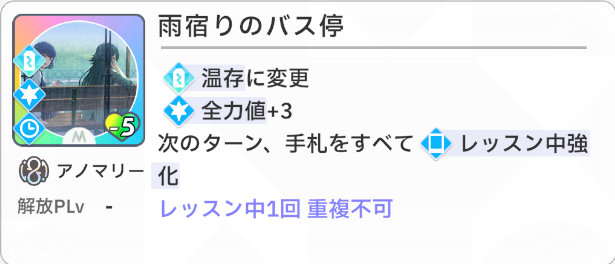 雨宿りのバス停
温存に変更
全力値+3
次のターン、手札をすべて レッスン中強
化
レッスン中1回 重複不可
-5
M
アノマリー
解放PLv -